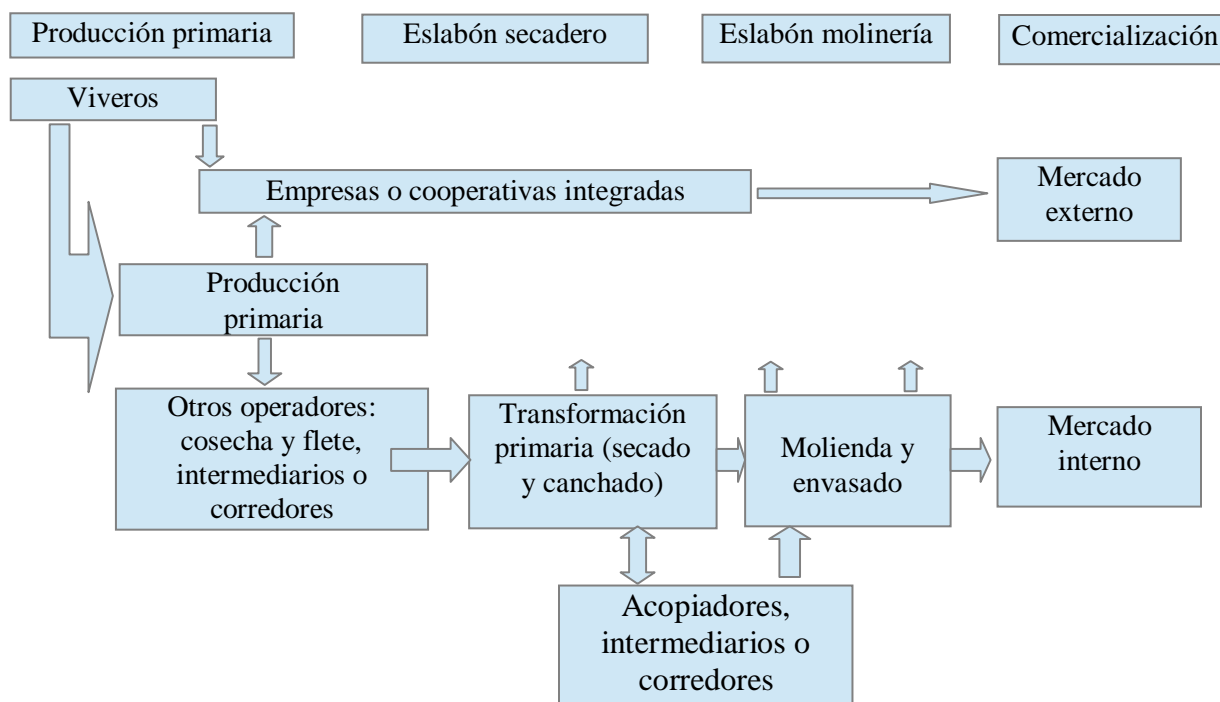 Producción primaria
Eslabón secadero
Eslabón molinería
Comercialización
Viveros
Empresas o cooperativas integradas
Mercado
externo
Producción
primaria
Otros operadores:
cosecha y flete,
intermediarios o
corredores
Transformación
primaria (secado
y canchado)
Molienda y
envasado
Mercado
interno
Acopiadores,
intermediarios o
corredores